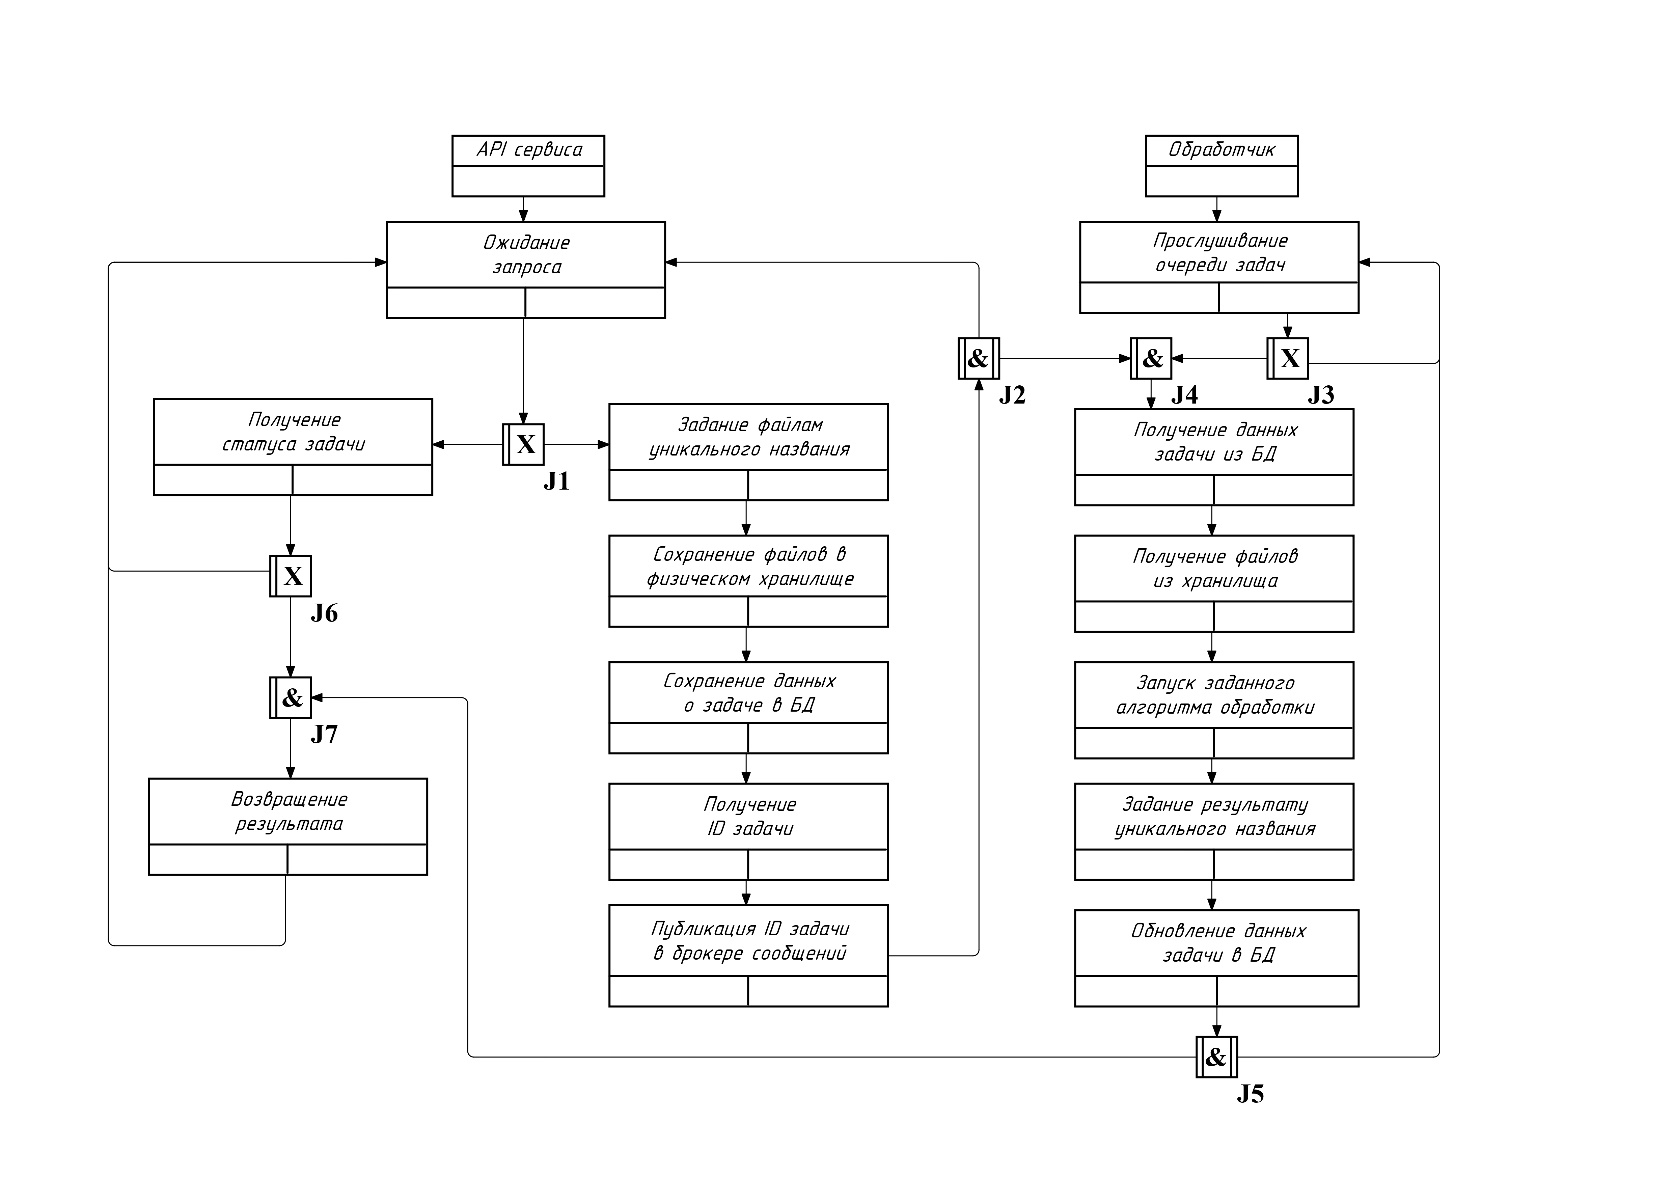 API сервиса
Обработчик
Ожидание
запроса
Прослушивание
очереди задач
&
J2
&
J4
X
J3
Получение
статуса задачи
X
J1
Задание файлам
уникального названия
Получение данных
задачи из БД
X
J6
Сохранение файлов в
физическом хранилище
Получение файлов
из хранилища
&
J7
Сохранение данных
о задаче в БД
Запуск заданного
алгоритма обработки
Возвращение
результата
Получение
ID задачи
Задание результату
уникального названия
Публикация ID задачи
в брокере сообщений
Обновление данных
задачи в БД
&
J5